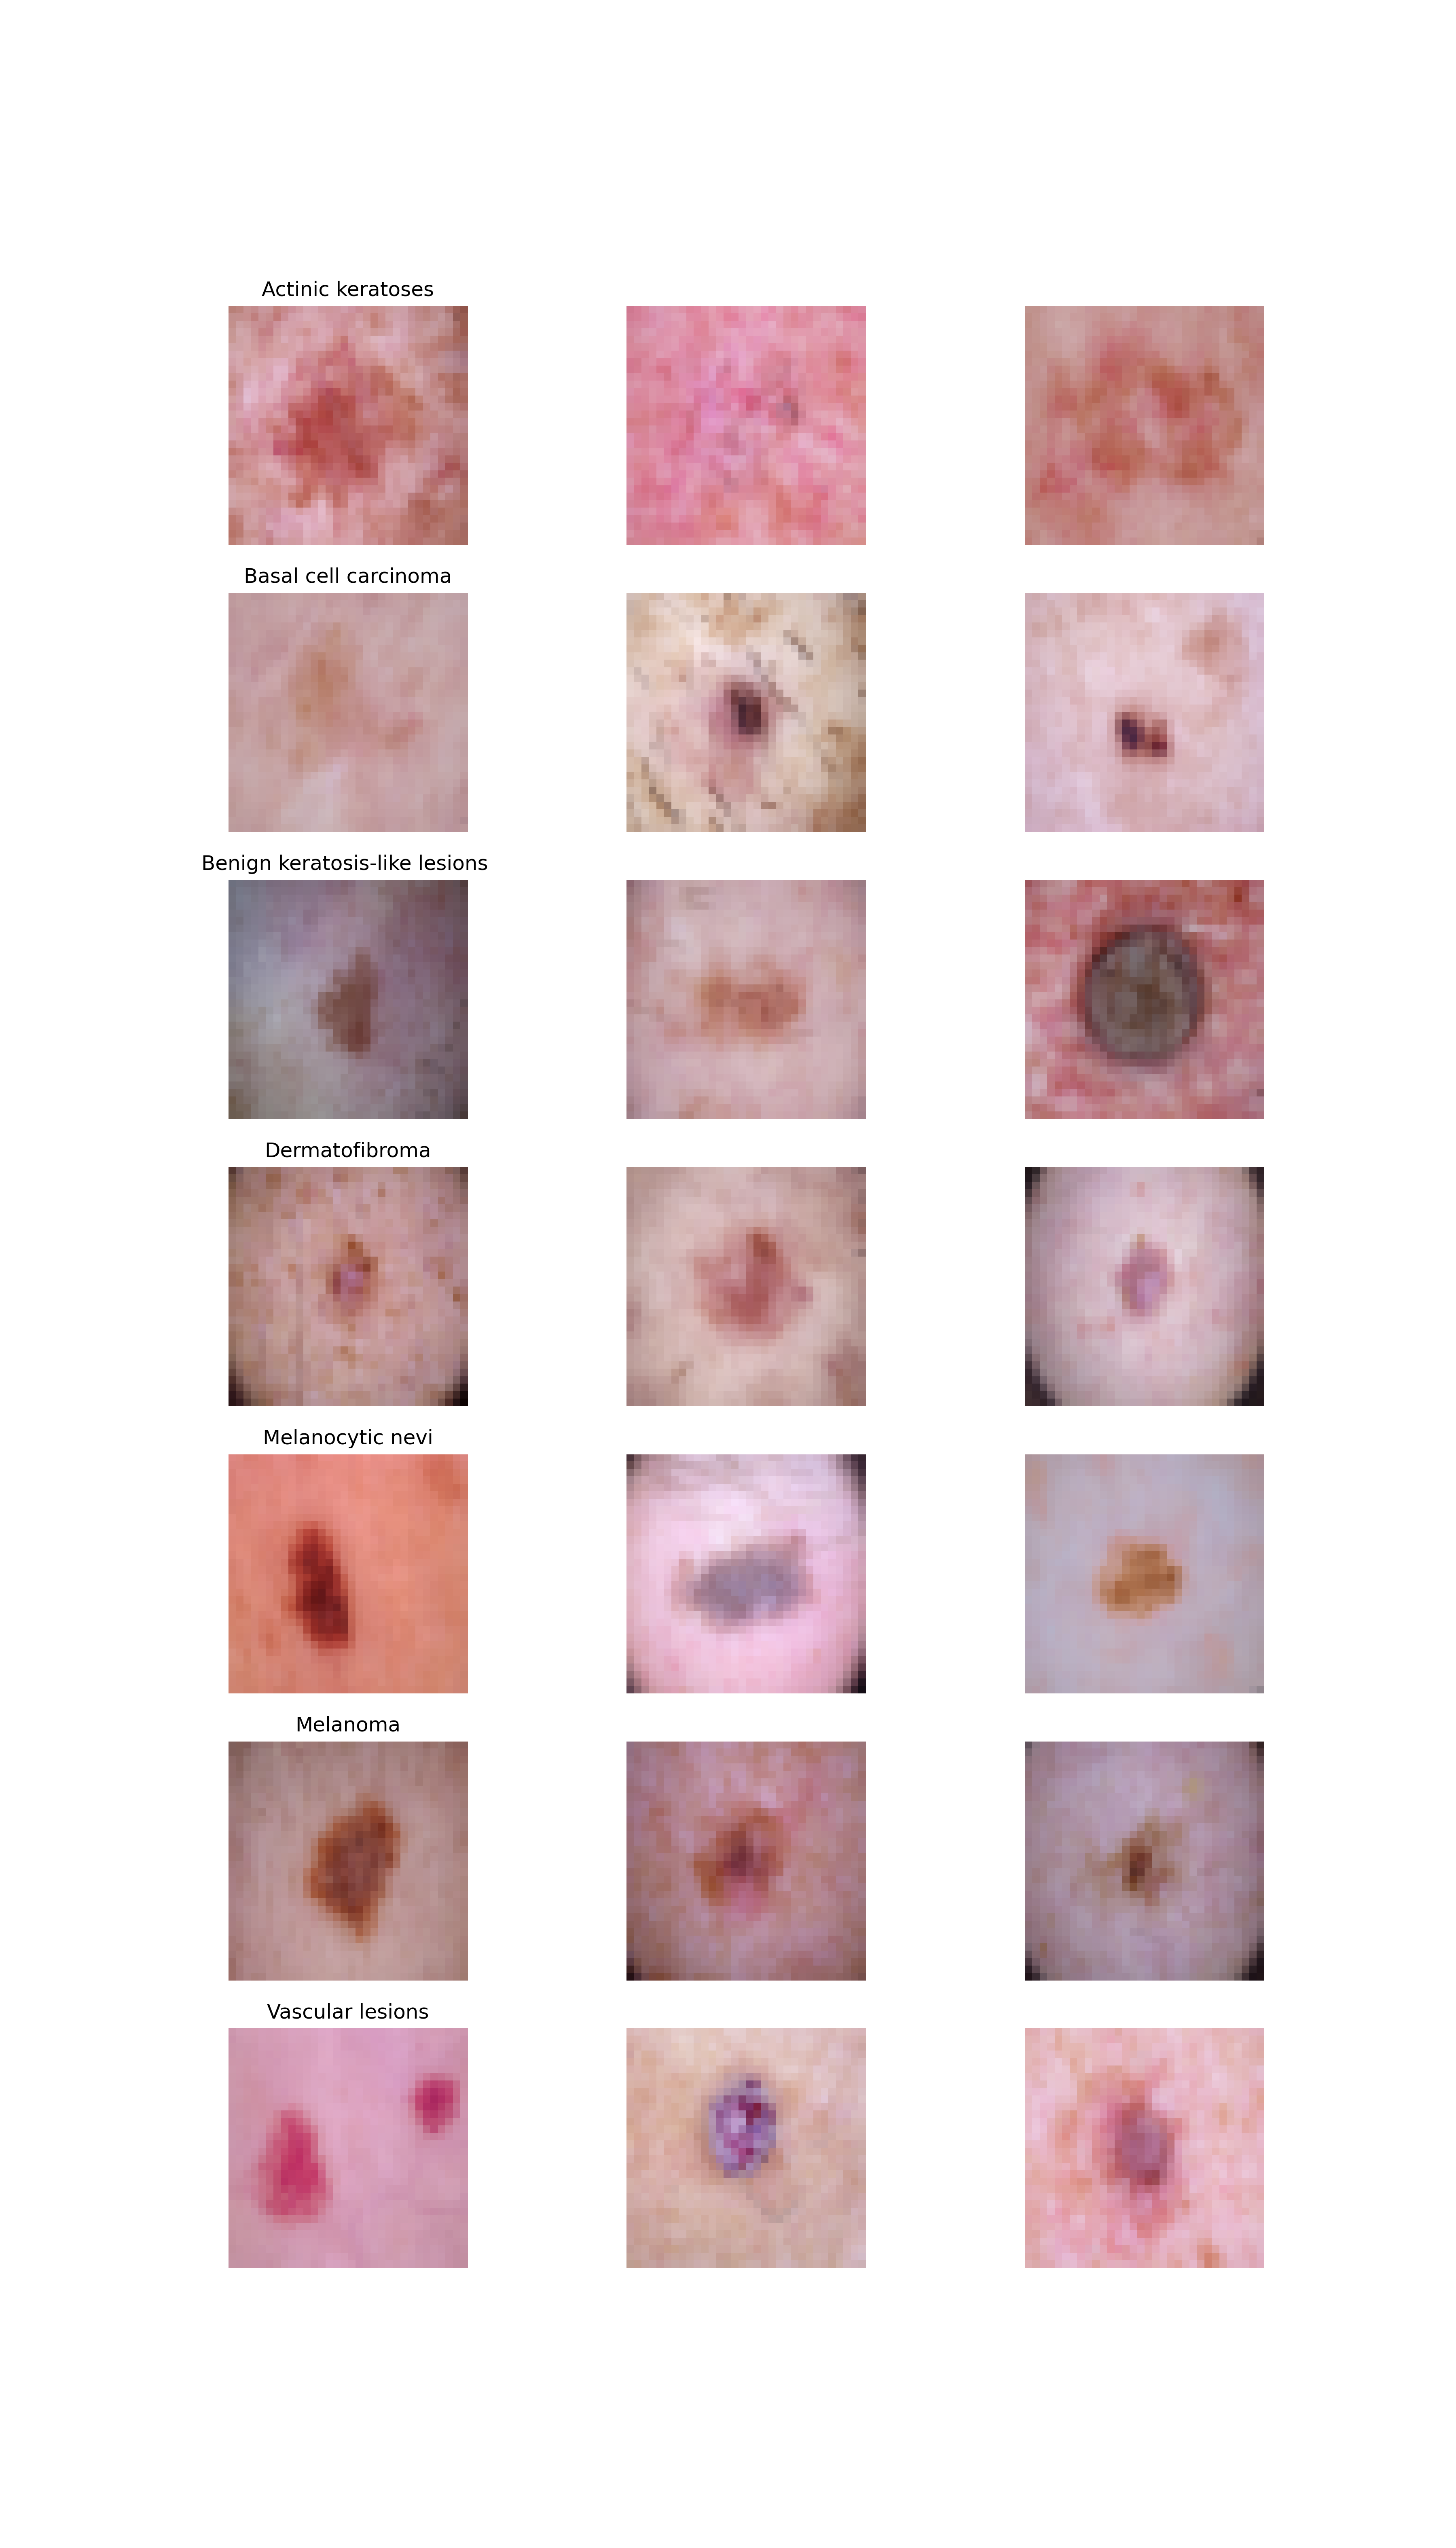 Actinic keratoses
Basal cell carcinoma
Benign keratosis-like lesions
Dermatofibroma
Melanocytic nevi
Melanoma
Vascular lesions